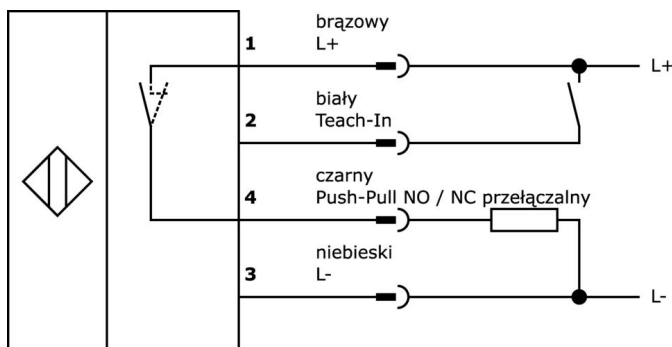 brązowy
1 L+
L+
biały
2 Teach-In
czarny
4 Push-Pull NO / NC przełączalny
niebieski
3 L-
L-